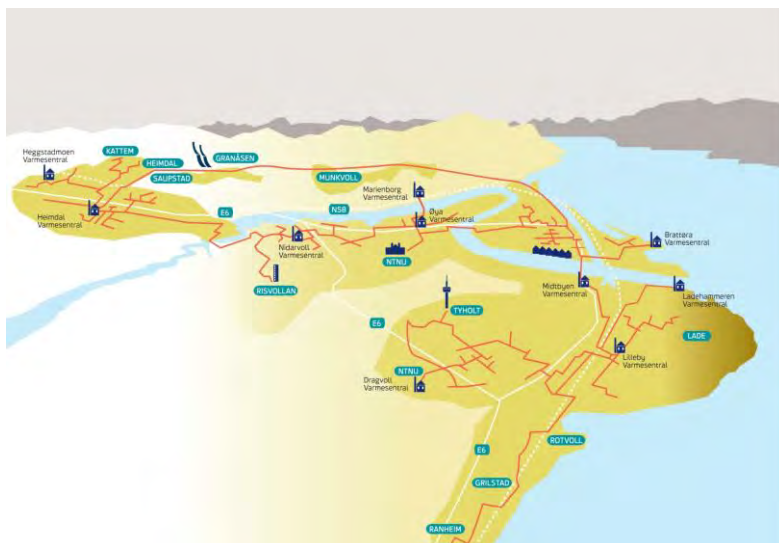 KATTEM
Heggstadmoen
Varmesentral
HEIMDAL
GRANÅSEN
SAUPSTAD
MUNKVOLL
Marienborg
Varmesentral
Heimdal
Varmesentral
E6
NSB
Øya
Varmesentral
Nidarvoll
Varmesentral
Brattøra
Varmesentral
NTNU
RISVOLLAN
Midtbyen
Varmesentral
Ladehammeren
Varmesentral
TYHOLT
E6
LADE
Lilleby
Varmesentral
NTNU
Dragvoll
Varmesentral
ROTVOLL
E6
GRILSTAD
RANHEIM